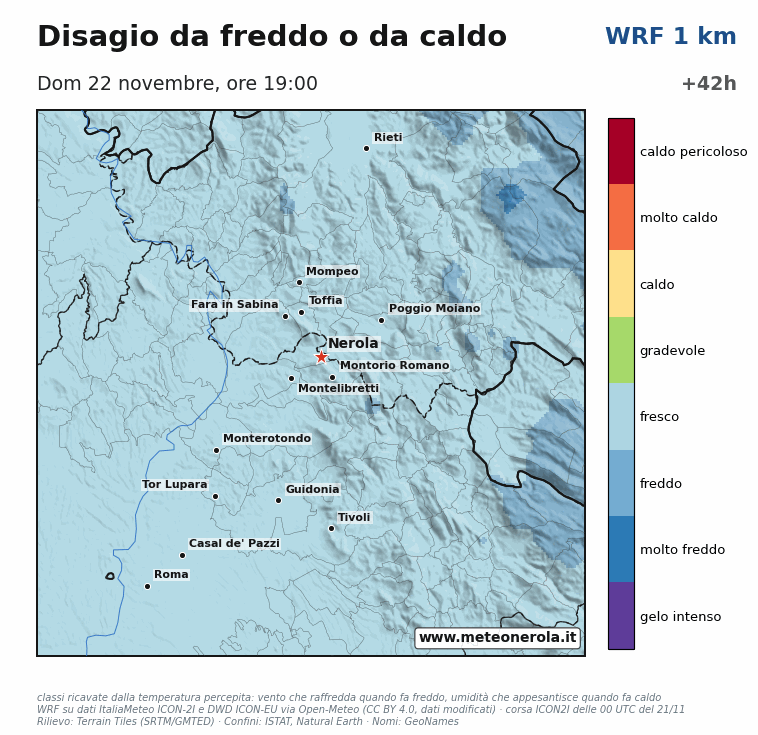 Disagio da freddo o da caldo
WRF 1 km
Dom 22 novembre, ore 19:00
+42h
Rieti
Mompeo
Fara in Sabina
Toffia
Poggio Moiano
Nerola
Montorio Romano
Montelibretti
Monterotondo
Tor Lupara
Guidonia
Tivoli
Casal de' Pazzi
Roma
www.meteonerola.it
caldo pericoloso
molto caldo
caldo
gradevole
fresco
freddo
molto freddo
gelo intenso
classi ricavate dalla temperatura percepita: vento che raffredda quando fa freddo, umidità che appesantisce quando fa caldo
WRF su dati ItaliaMeteo ICON-2I e DWD ICON-EU via Open-Meteo (CC BY 4.0, dati modificati) · corsa ICON2I delle 00 UTC del 21/11
Rilievo: Terrain Tiles (SRTM/GMTED) · Confini: ISTAT, Natural Earth · Nomi: GeoNames